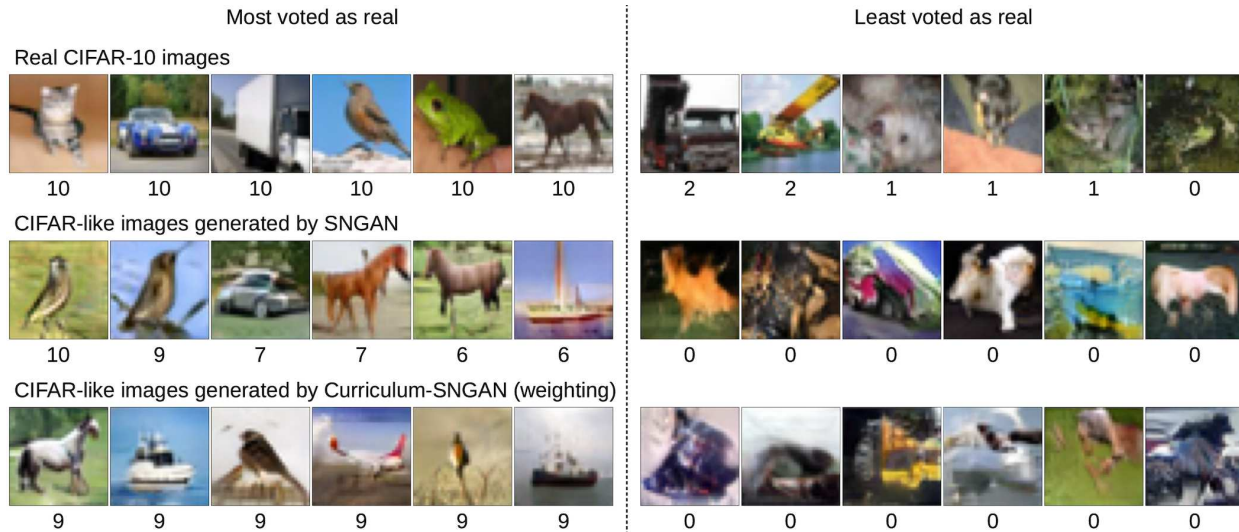 Most voted as real
Least voted as real
Real CIFAR-10 images
10 10 10 10 10 10 2 2 1 1 1 0
CIFAR-like images generated by SNGAN
10 9 7 7 6 6 0 0 0 0 0 0
CIFAR-like images generated by Curriculum-SNGAN (weighting)
9 9 9 9 9 9 0 0 0 0 0 0